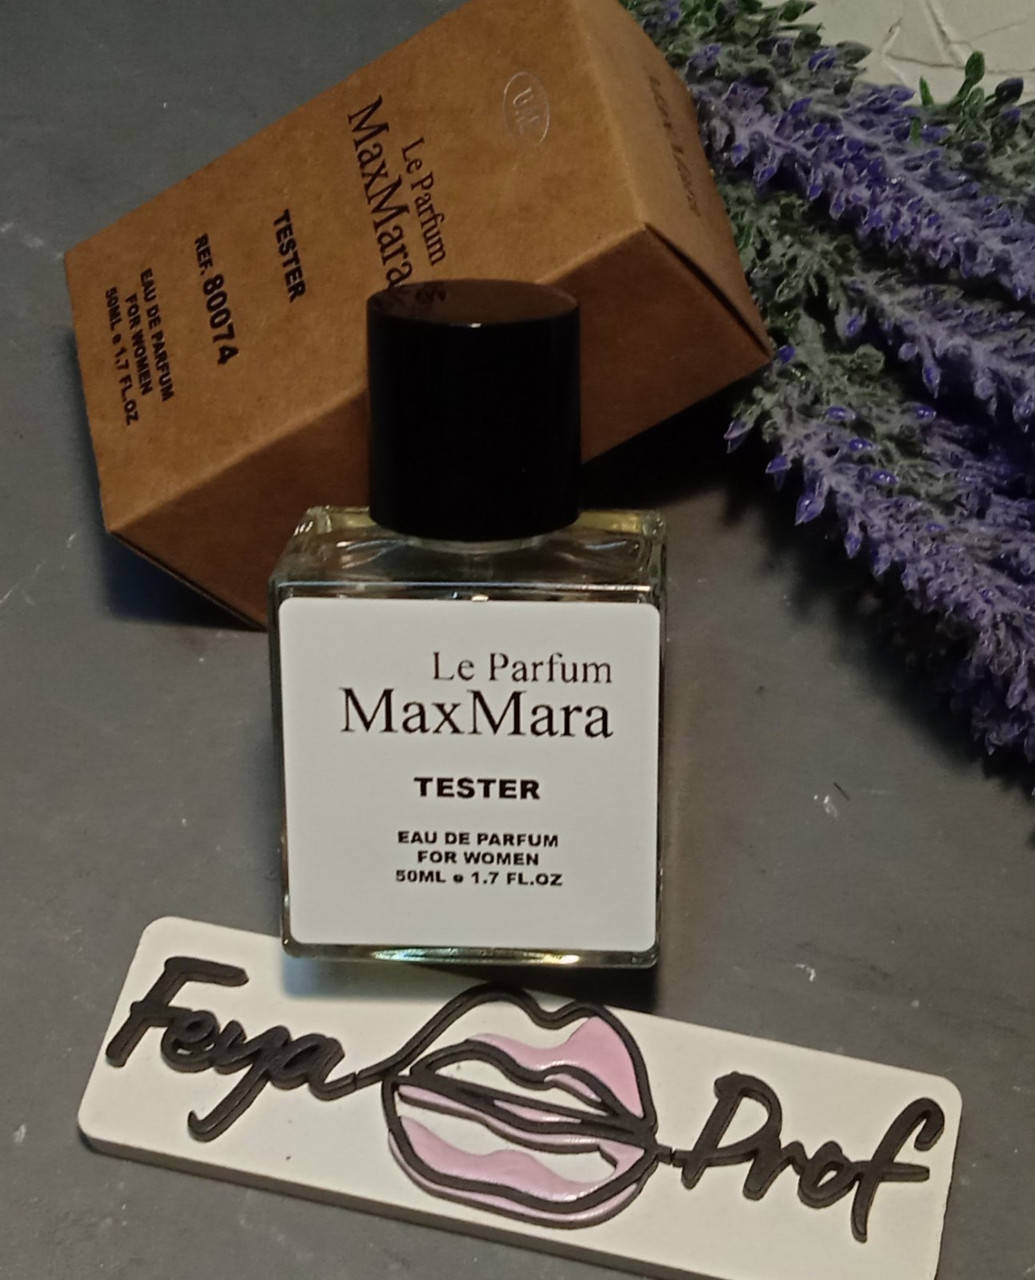 Le Parfum
MaxMara
TESTER
REF. 80074
EAU DE PARFUM
FOR WOMEN
50ML e 1.7 FL.OZ
Le Parfum
MaxMara
TESTER
EAU DE PARFUM
FOR WOMEN
50ML e 1.7 FL.OZ
Feya Prof